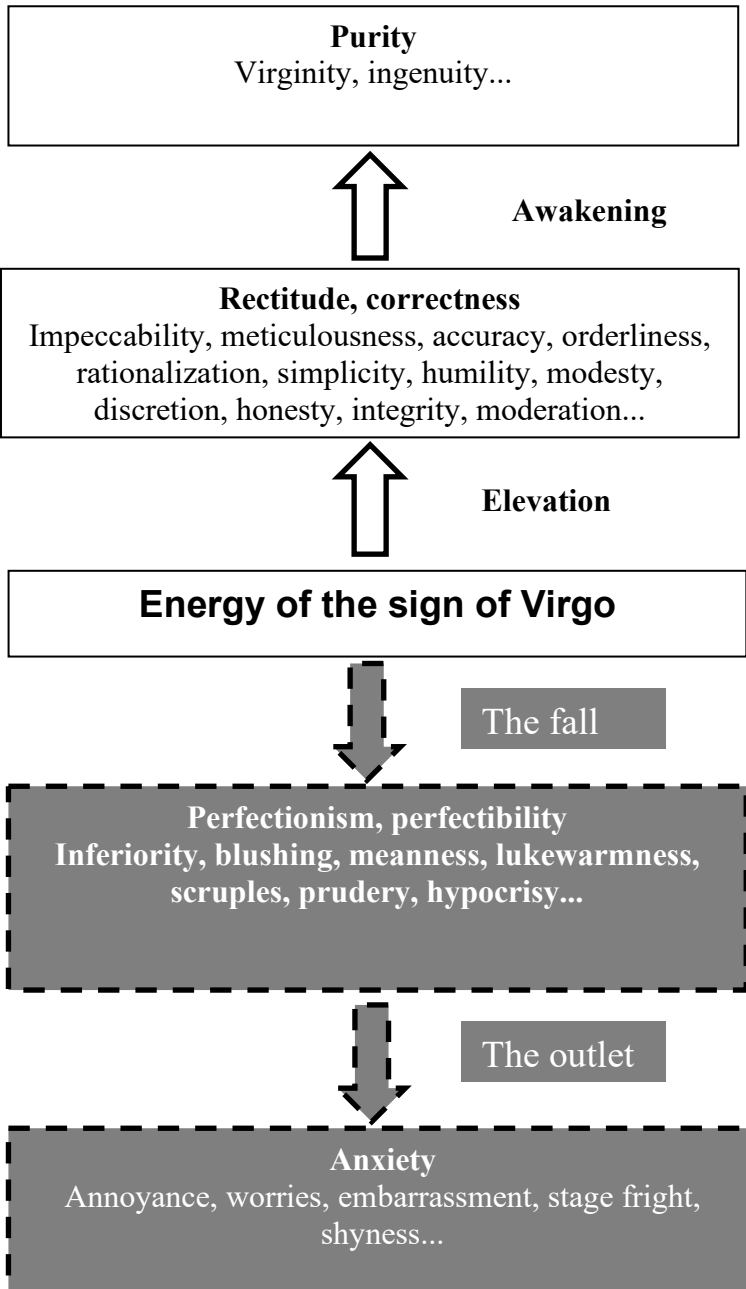 Purity
Virginity, ingenuity...
Awakening
Rectitude, correctness
Impeccability, meticulousness, accuracy, orderliness,
rationalization, simplicity, humility, modesty,
discretion, honesty, integrity, moderation...
Elevation
Energy of the sign of Virgo
The fall
Perfectionism, perfectibility
Inferiority, blushing, meanness, lukewarmness,
scruples, prudery, hypocrisy...
The outlet
Anxiety
Annoyance, worries, embarrassment, stage fright,
shyness...